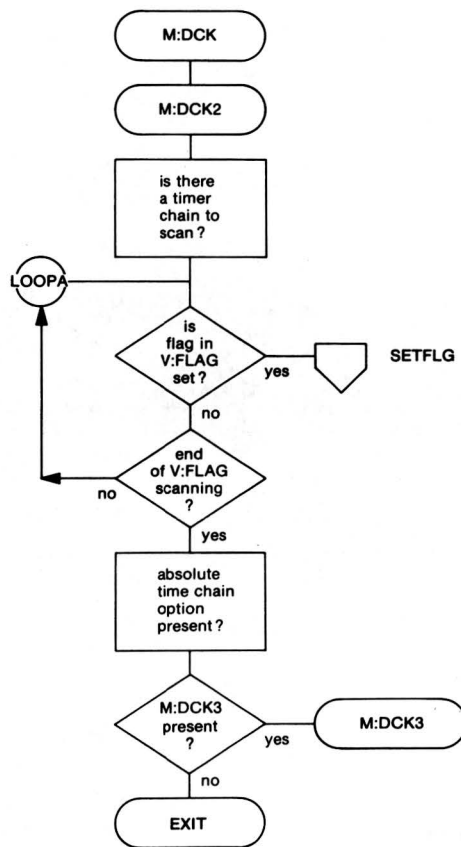 M:DCK
M:DCK2
is there
a timer
chain to
scan ?
LOOPA
is
flag in
V:FLAG
set ?
yes
SETFLG
no
end
of V:FLAG
scanning
?
no
yes
absolute
time chain
option
present ?
M:DCK3
present
?
yes
M:DCK3
no
EXIT